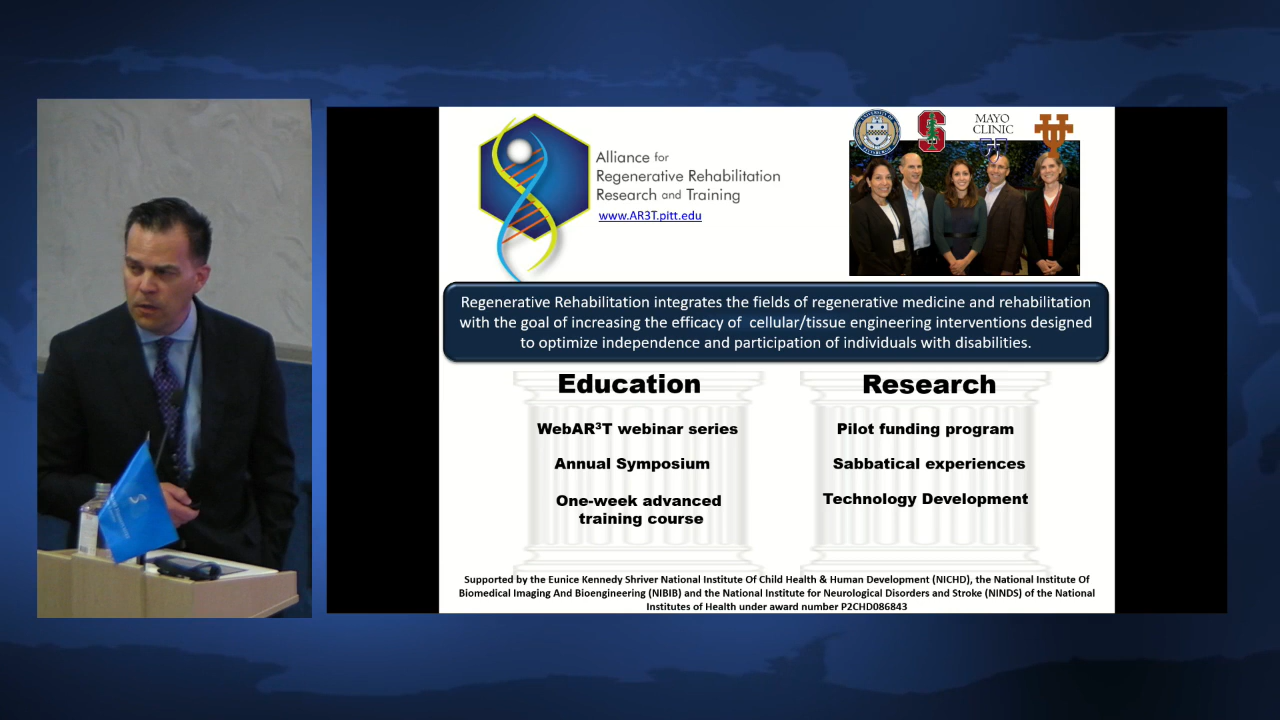 Alliance for
Regenerative Rehabilitation
Research and Training
www.AR3T.pitt.edu
UNIVERSITY OF
PITTSBURGH
S
MAYO
CLINIC
Regenerative Rehabilitation integrates the fields of regenerative medicine and rehabilitation
with the goal of increasing the efficacy of cellular/tissue engineering interventions designed
to optimize independence and participation of individuals with disabilities.
Education
WebAR³T webinar series
Annual Symposium
One-week advanced
training course
Research
Pilot funding program
Sabbatical experiences
Technology Development
Supported by the Eunice Kennedy Shriver National Institute Of Child Health & Human Development (NICHD), the National Institute Of
Biomedical Imaging And Bioengineering (NIBIB) and the National Institute for Neurological Disorders and Stroke (NINDS) of the National
Institutes of Health under award number P2CHD086843